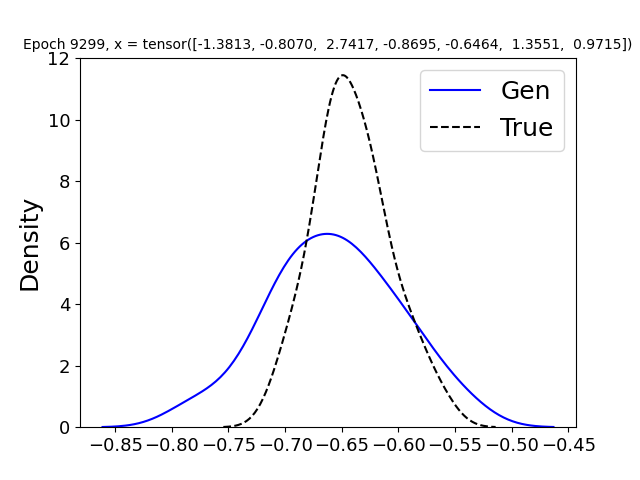 Epoch 9299, x = tensor([-1.3813, -0.8070,  2.7417, -0.8695, -0.6464,  1.3551,  0.9715])
12
10
8
6
4
2
0
Density
Gen
True
−0.85 −0.80 −0.75 −0.70 −0.65 −0.60 −0.55 −0.50 −0.45